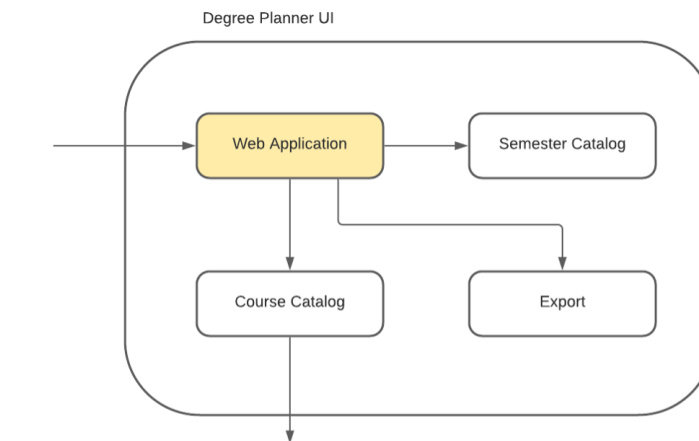 Degree Planner UI
Web Application
Semester Catalog
Course Catalog
Export